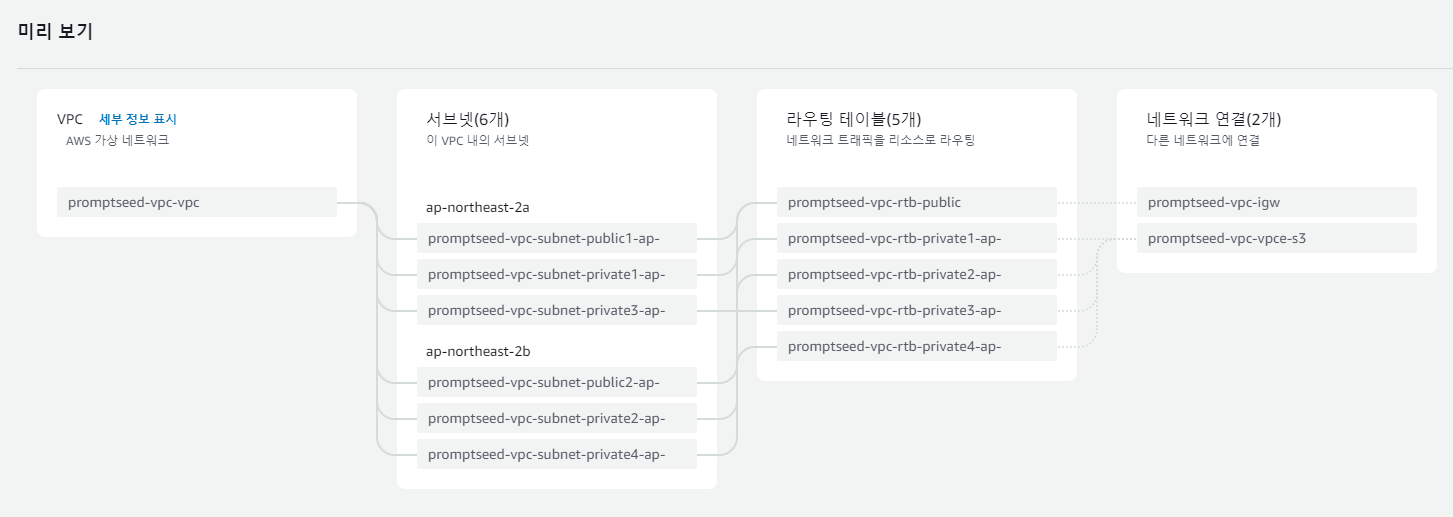 미리 보기
VPC 세부 정보 표시
AWS 가상 네트워크
promptseed-vpc-vpc
서브넷(6개)
이 VPC 내의 서브넷
ap-northeast-2a
promptseed-vpc-subnet-public1-ap-
promptseed-vpc-subnet-private1-ap-
promptseed-vpc-subnet-private3-ap-
ap-northeast-2b
promptseed-vpc-subnet-public2-ap-
promptseed-vpc-subnet-private2-ap-
promptseed-vpc-subnet-private4-ap-
라우팅 테이블(5개)
네트워크 트래픽을 리소스로 라우팅
promptseed-vpc-rtb-public
promptseed-vpc-rtb-private1-ap-
promptseed-vpc-rtb-private2-ap-
promptseed-vpc-rtb-private3-ap-
promptseed-vpc-rtb-private4-ap-
네트워크 연결(2개)
다른 네트워크에 연결
promptseed-vpc-igw
promptseed-vpc-vpce-s3